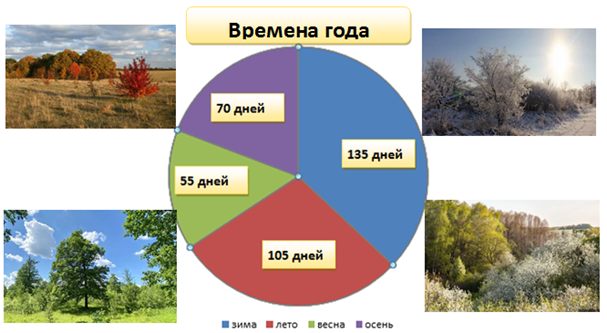 Времена года
70 дней
135 дней
55 дней
105 дней
зима лето весна осень